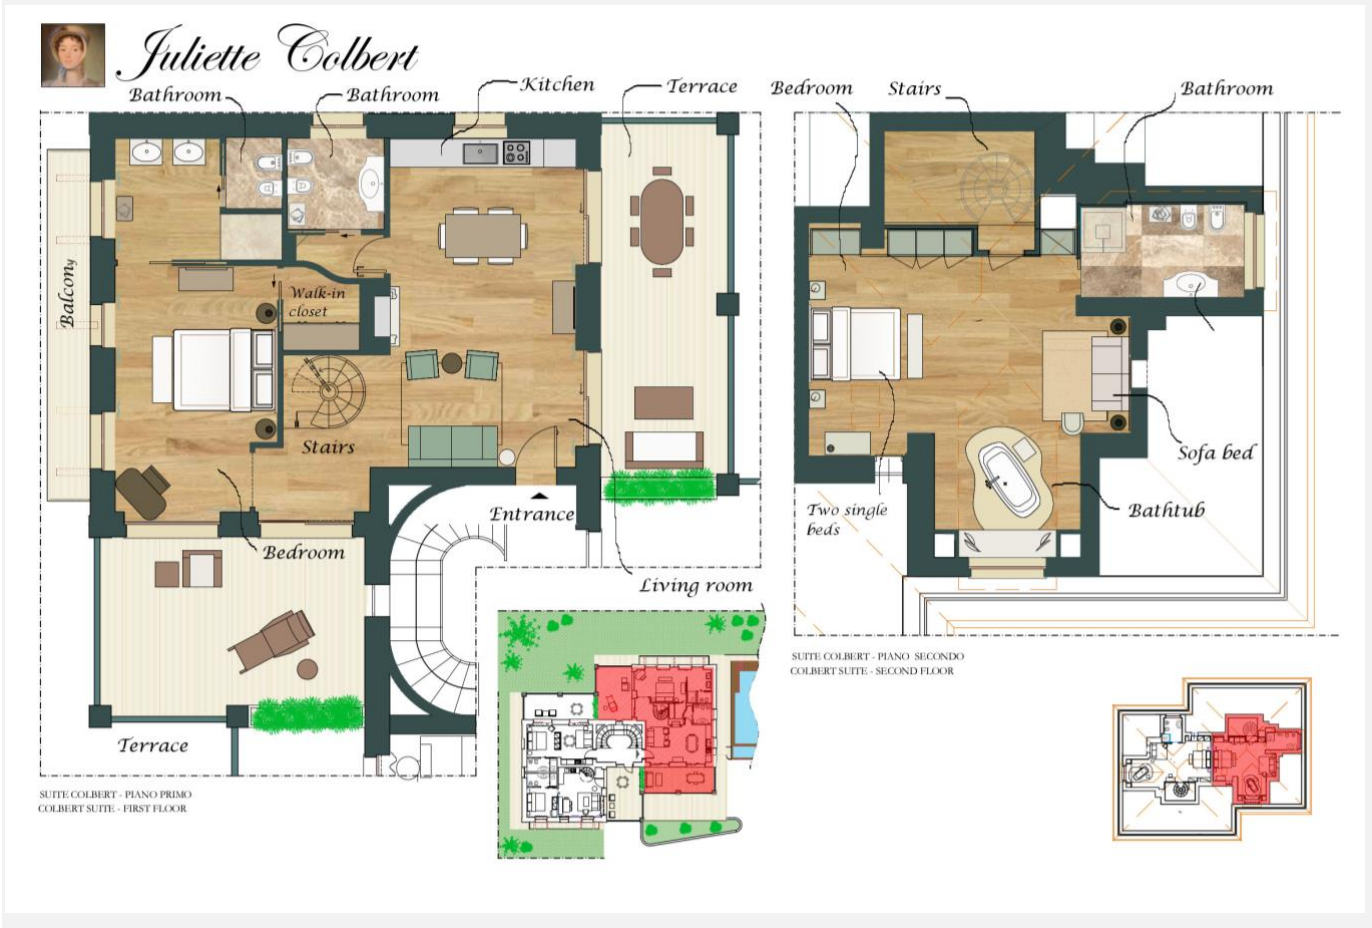 Juliette Colbert
Bathroom
Bathroom
Kitchen
Terrace
Bedroom
Stairs
Bathroom
Balcony
Walk-in
closet
Stairs
Entrance
Bedroom
Living room
Terrace
Two single
beds
Sofa bed
Bathtub
SUITE COLBERT - PIANO PRIMO
COLBERT SUITE - FIRST FLOOR
SUITE COLBERT - PIANO SECONDO
COLBERT SUITE - SECOND FLOOR